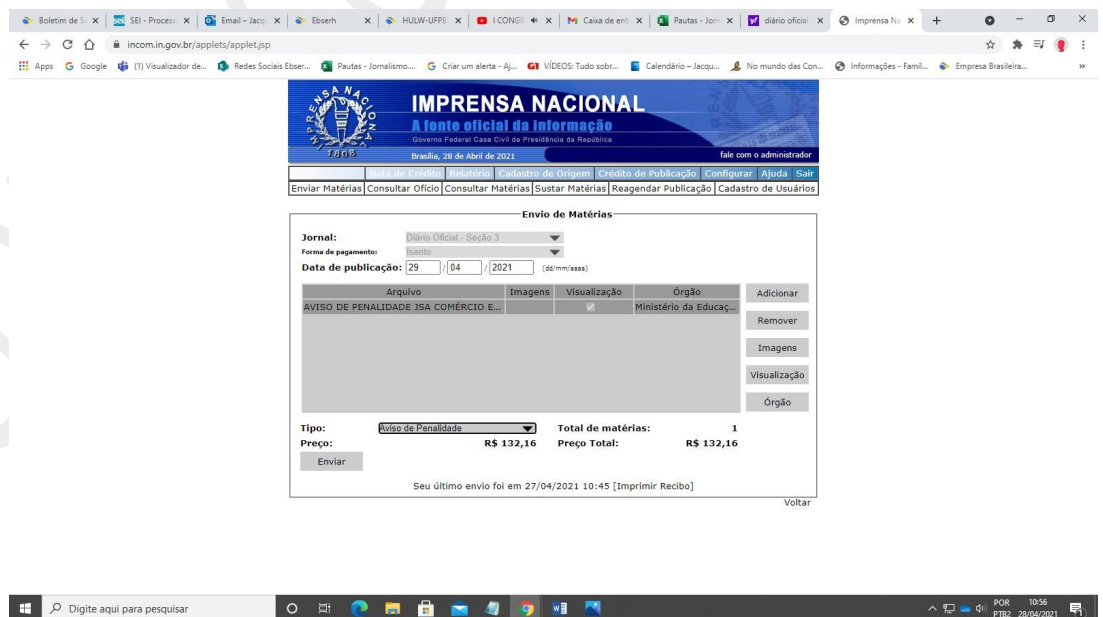 Boletim de S
SEI - Process
Email – Jacq
Ebserh
HULW-UFPB
I CONGR
Caixa de ent
Pautas - Jorn
diário oficial
Imprensa Na
incom.in.gov.br/applets/applet.jsp
Apps Google (1) Visualizador de... Redes Sociais Ebser... Pautas - Jornalismo.... Criar um alerta - Aj... G1 VÍDEOS: Tudo sobr... Calendário – Jacqu... No mundo das Con... Informações - Famíl... Empresa Brasileira... »
IMPRENSA NACIONAL
IMPRENSA NACIONAL
A fonte oficial da informação
Governo Federal Casa Civil da Presidência da República
1808
Brasília, 28 de Abril de 2021 fale com o administrador
Nota de Crédito Relatório Cadastro de Origem Crédito de Publicação Configurar Ajuda Sair
Enviar Matérias Consultar Ofício Consultar Matérias Sustar Matérias Reagendar Publicação Cadastro de Usuários
Envio de Matérias
Jornal: Diário Oficial - Seção 3
Forma de pagamento: Isento
Data de publicação: 29 / 04 / 2021 (dd/mm/aaaa)
Arquivo Imagens Visualização Órgão
AVISO DE PENALIDADE JSA COMÉRCIO E... Ministério da Educaç...
Adicionar
Remover
Imagens
Visualização
Órgão
Tipo: Aviso de Penalidade Total de matérias: 1
Preço: R$ 132,16 Preço Total: R$ 132,16
Enviar
Seu último envio foi em 27/04/2021 10:45 [Imprimir Recibo]
Voltar
Digite aqui para pesquisar
POR 10:56
PTB2 28/04/2021